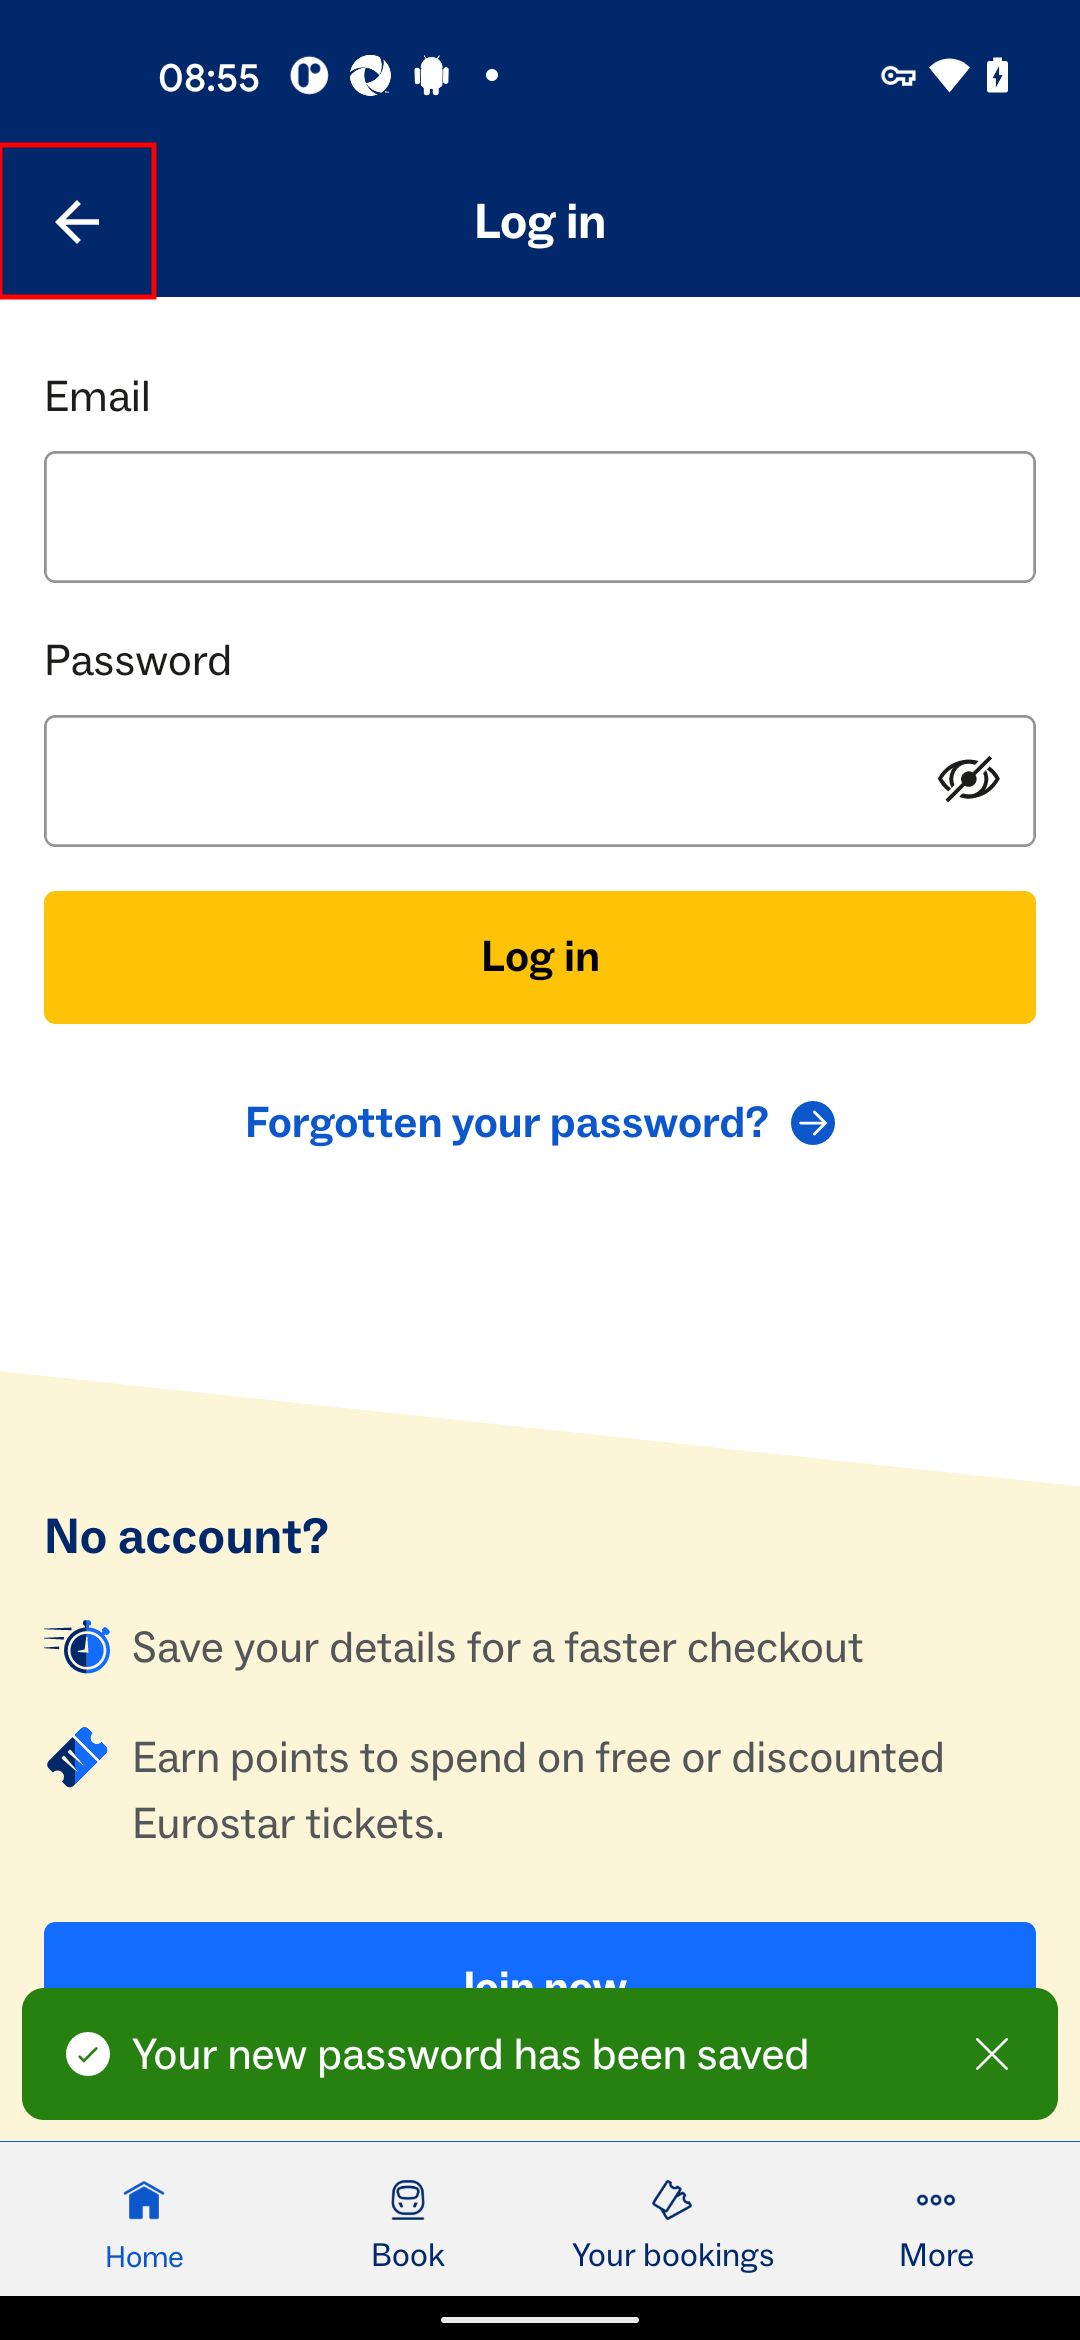 08:55
Log in
Email
Password
Log in
Forgotten your password?
No account?
Save your details for a faster checkout
Earn points to spend on free or discounted
Eurostar tickets.
Join now
Your new password has been saved
Home
Book
Your bookings
More